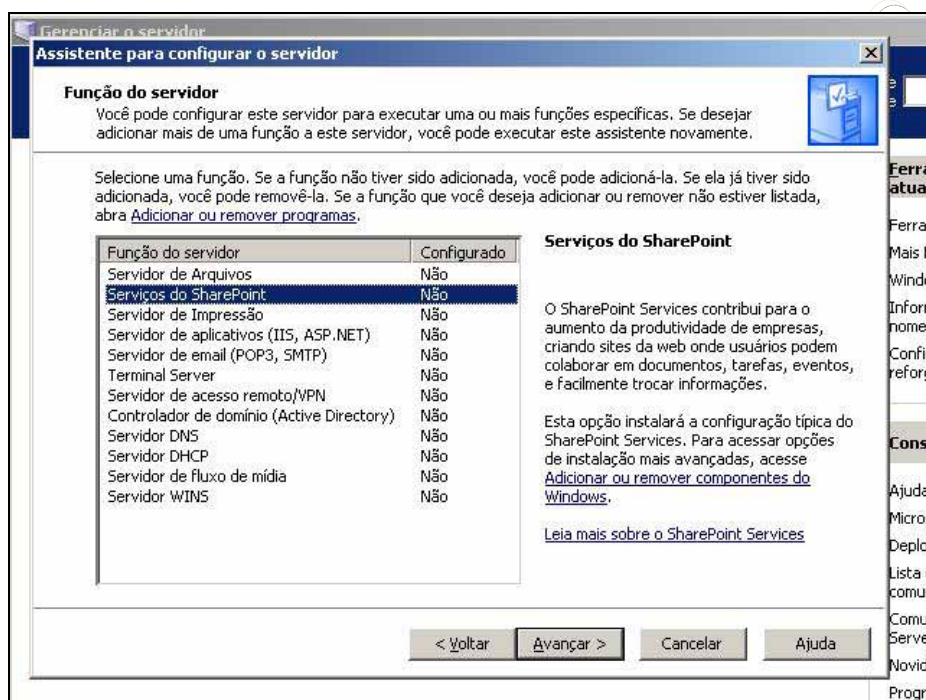 Gerenciar o servidor
Assistente para configurar o servidor
Função do servidor
Você pode configurar este servidor para executar uma ou mais funções específicas. Se desejar
adicionar mais de uma função a este servidor, você pode executar este assistente novamente.
Selecione uma função. Se a função não tiver sido adicionada, você pode adicioná-la. Se ela já tiver sido
adicionada, você pode removê-la. Se a função que você deseja adicionar ou remover não estiver listada,
abra Adicionar ou remover programas.
Função do servidor Configurado
Servidor de Arquivos Não
Serviços do SharePoint Não
Servidor de Impressão Não
Servidor de aplicativos (IIS, ASP.NET) Não
Servidor de email (POP3, SMTP) Não
Terminal Server Não
Servidor de acesso remoto/VPN Não
Controlador de domínio (Active Directory) Não
Servidor DNS Não
Servidor DHCP Não
Servidor de fluxo de mídia Não
Servidor WINS Não
Serviços do SharePoint
O SharePoint Services contribui para o
aumento da produtividade de empresas,
criando sites da web onde usuários podem
colaborar em documentos, tarefas, eventos,
e facilmente trocar informações.
Esta opção instalará a configuração típica do
SharePoint Services. Para acessar opções
de instalação mais avançadas, acesse
Adicionar ou remover componentes do
Windows.
Leia mais sobre o SharePoint Services
< Voltar
Avançar >
Cancelar
Ajuda
Ferra
atua
Ferra
Mais
Windo
Infor
nome
Confi
refor
Cons
Ajuda
Micro
Deplo
Lista
comu
Comu
Serve
Novid
Progr